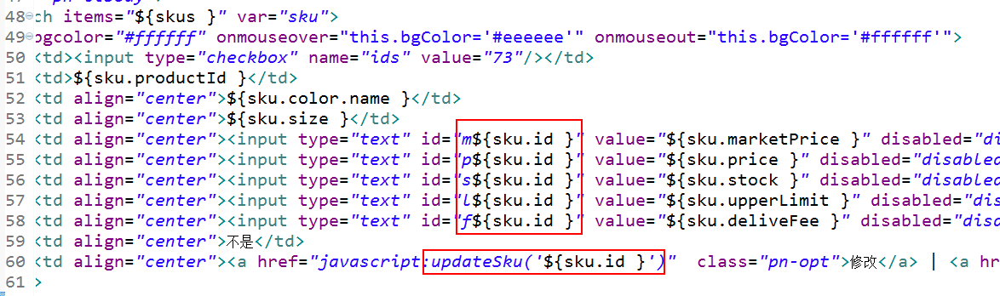 48 ch items="${skus }" var="sku">
49 bgcolor="#ffffff" onmouseover="this.bgColor='#eeeeee'" onmouseout="this.bgColor='#ffffff'">
50 <td><input type="checkbox" name="ids" value="73"/></td>
51 <td>${sku.productId }</td>
52 <td align="center">${sku.color.name }</td>
53 <td align="center">${sku.size }</td>
54 <td align="center"><input type="text" id="m${sku.id }" value="${sku.marketPrice }" disabled="di
55 <td align="center"><input type="text" id="p${sku.id }" value="${sku.price }" disabled="disabled
56 <td align="center"><input type="text" id="s${sku.id }" value="${sku.stock }" disabled="disabled
57 <td align="center"><input type="text" id="l${sku.id }" value="${sku.upperLimit }" disabled="dis
58 <td align="center"><input type="text" id="f${sku.id }" value="${sku.deliveFee }" disabled="disa
59 <td align="center">不是</td>
60 <td align="center"><a href="javascript:updateSku('${sku.id }')"  class="pn-opt">修改</a> | <a hr
61 >